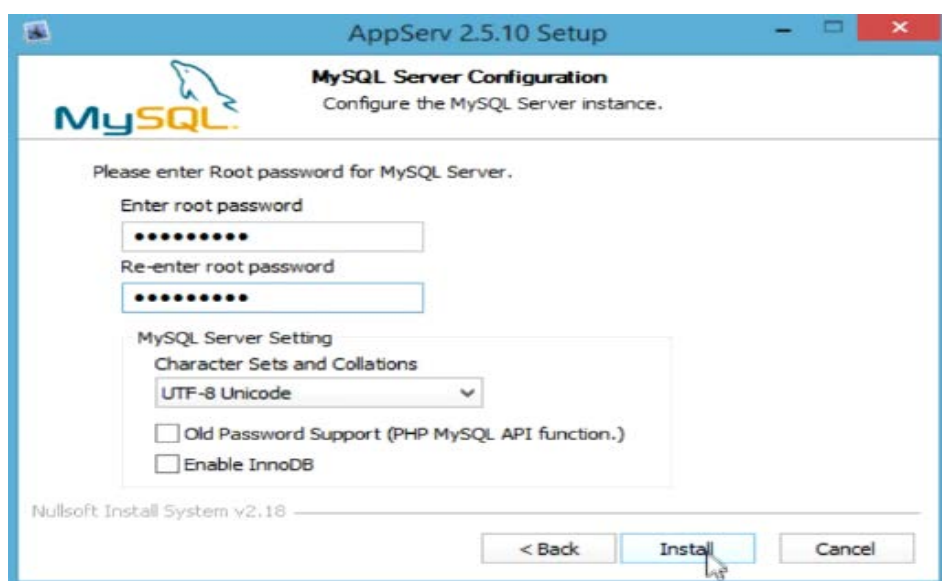 AppServ 2.5.10 Setup
MySQL
MySQL Server Configuration
Configure the MySQL Server instance.
Please enter Root password for MySQL Server.
Enter root password
•••••••••
Re-enter root password
•••••••••
MySQL Server Setting
Character Sets and Collations
UTF-8 Unicode
Old Password Support (PHP MySQL API function.)
Enable InnoDB
Nullsoft Install System v2.18
< Back Install Cancel